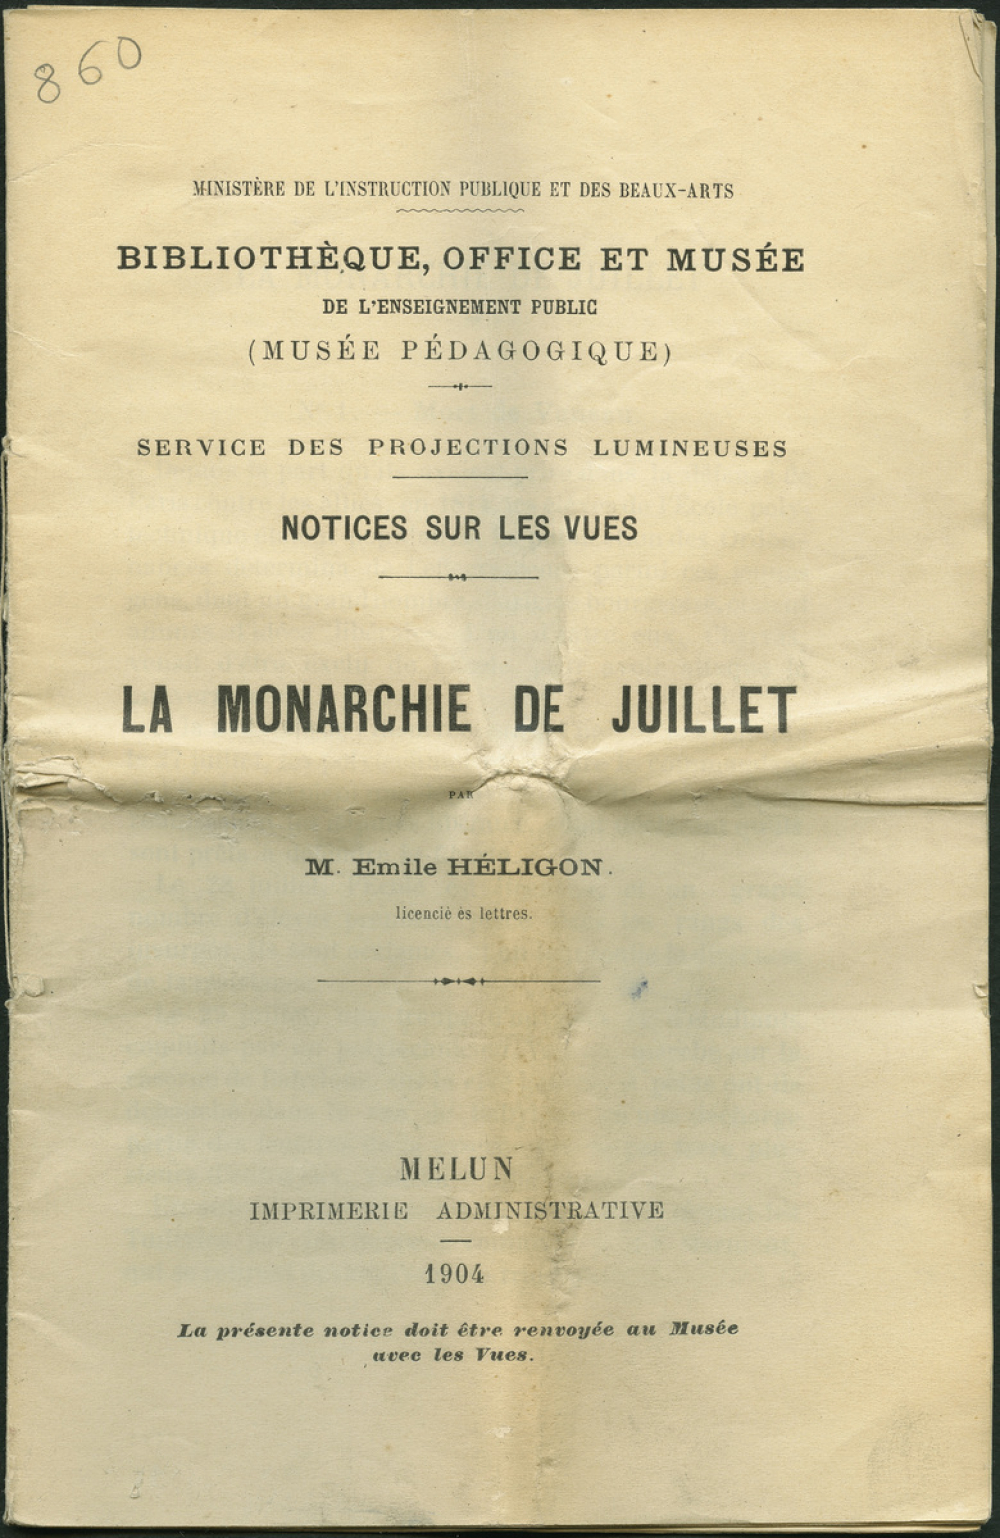 860
MINISTÈRE DE L'INSTRUCTION PUBLIQUE ET DES BEAUX-ARTS
BIBLIOTHÈQUE, OFFICE ET MUSÉE
DE L'ENSEIGNEMENT PUBLIC
(MUSÉE PÉDAGOGIQUE)
SERVICE DES PROJECTIONS LUMINEUSES
NOTICES SUR LES VUES
LA MONARCHIE DE JUILLET
PAR
M. Emile HÉLIGON.
licenciè ès lettres.
MELUN
IMPRIMERIE ADMINISTRATIVE
1904
La présente notice doit être renvoyée au Musée
avec les Vues.